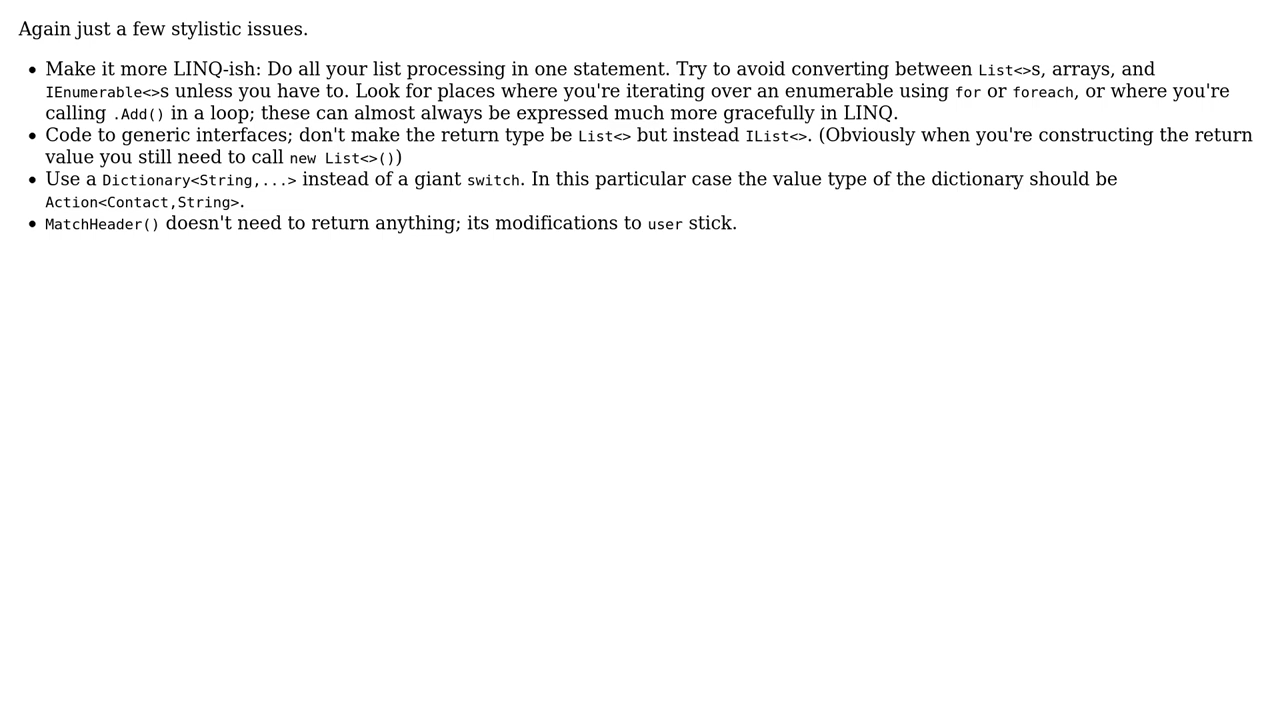 Again just a few stylistic issues.
• Make it more LINQ-ish: Do all your list processing in one statement. Try to avoid converting between List<>s, arrays, and
IEnumerable<>s unless you have to. Look for places where you're iterating over an enumerable using for or foreach, or where you're
calling .Add() in a loop; these can almost always be expressed much more gracefully in LINQ.
• Code to generic interfaces; don't make the return type be List<> but instead IList<>. (Obviously when you're constructing the return
value you still need to call new List<>())
• Use a Dictionary<String,...> instead of a giant switch. In this particular case the value type of the dictionary should be
Action<Contact,String>.
• MatchHeader() doesn't need to return anything; its modifications to user stick.